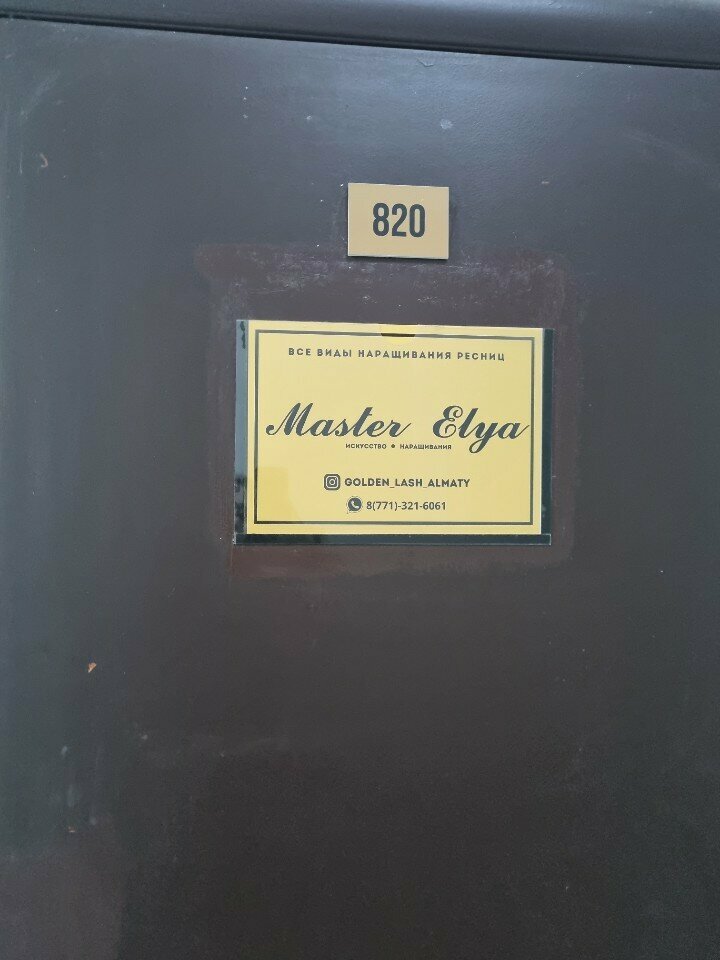 820
ВСЕ ВИДЫ НАРАЩИВАНИЯ РЕСНИЦ
Master Elya
ИСКУССТВО • НАРАЩИВАНИЯ
GOLDEN_LASH_ALMATY
8(771)-321-6061